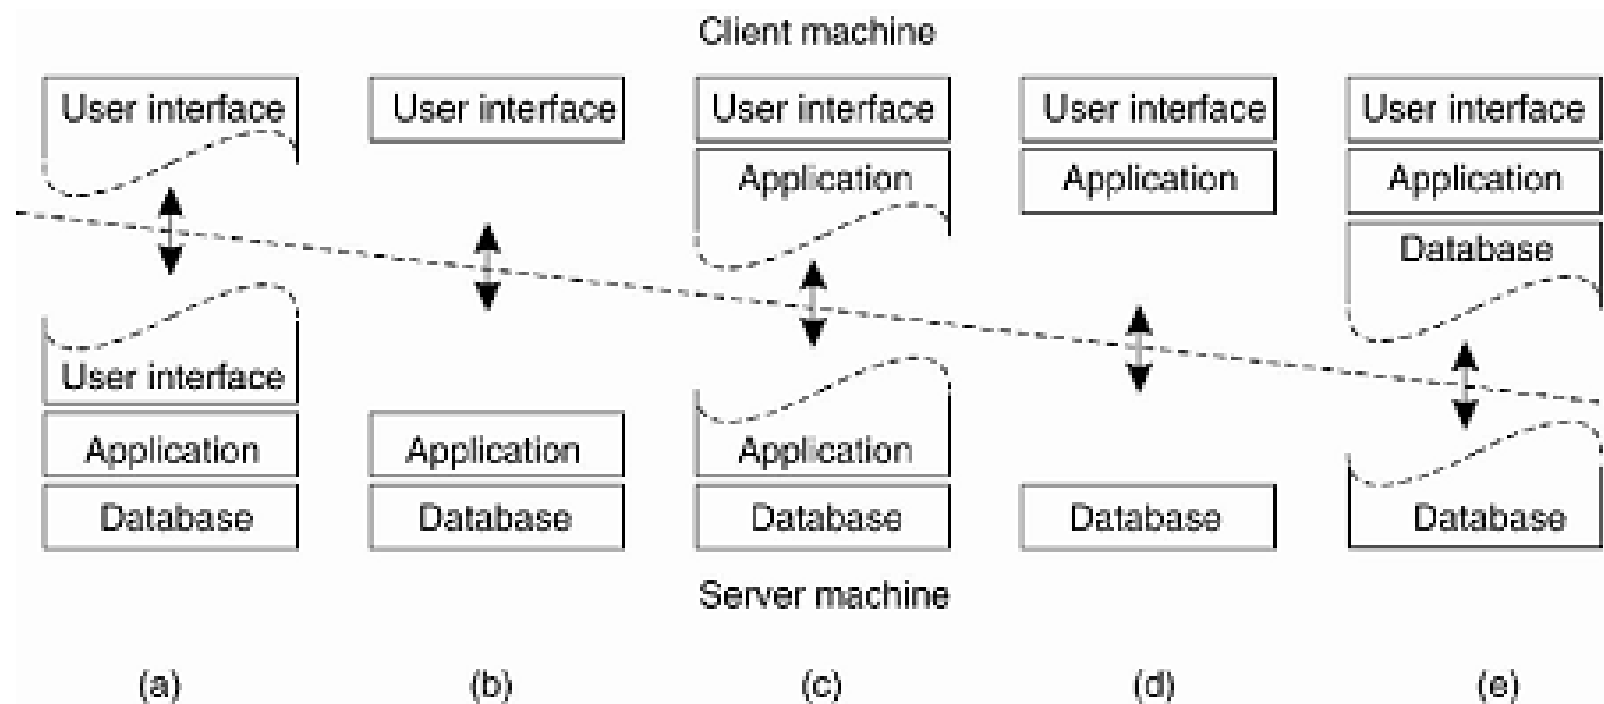 Client machine
User interface
User interface
User interface
User interface
User interface
Application
Application
Application
Database
User interface
Application
Application
Application
Database
Database
Database
Database
Database
Server machine
(a)
(b)
(c)
(d)
(e)